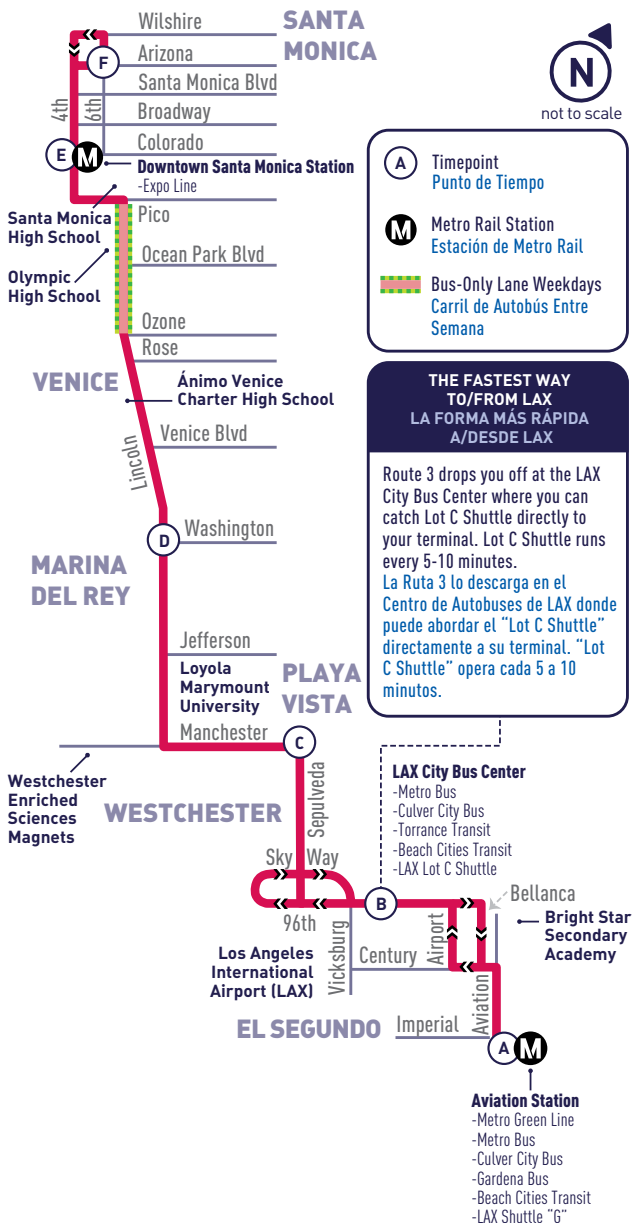 Wilshire
SANTA
MONICA
Arizona
F
Santa Monica Blvd
4th
6th
Broadway
Colorado
E
M
Downtown Santa Monica Station
-Expo Line
Santa Monica
High School
Pico
Olympic
High School
Ocean Park Blvd
Ozone
Rose
VENICE
Ánimo Venice
Charter High School
Lincoln
Venice Blvd
D
Washington
MARINA
DEL REY
Jefferson
Loyola
Marymount
University
PLAYA
VISTA
Manchester
C
Westchester
Enriched
Sciences
Magnets
WESTCHESTER
Sepulveda
Sky Way
96th
B
LAX City Bus Center
-Metro Bus
-Culver City Bus
-Torrance Transit
-Beach Cities Transit
-LAX Lot C Shuttle
Bellanca
Bright Star
Secondary
Academy
Los Angeles
International
Airport (LAX)
Vicksburg
Century
Airport
Aviation
EL SEGUNDO
Imperial
A
M
Aviation Station
-Metro Green Line
-Metro Bus
-Culver City Bus
-Gardena Bus
-Beach Cities Transit
-LAX Shuttle "G"
N
not to scale
A
Timepoint
Punto de Tiempo
M
Metro Rail Station
Estación de Metro Rail
Bus-Only Lane Weekdays
Carril de Autobús Entre
Semana
THE FASTEST WAY
TO/FROM LAX
LA FORMA MÁS RÁPIDA
A/DESDE LAX
Route 3 drops you off at the LAX
City Bus Center where you can
catch Lot C Shuttle directly to
your terminal. Lot C Shuttle runs
every 5-10 minutes.
La Ruta 3 lo descarga en el
Centro de Autobuses de LAX donde
puede abordar el “Lot C Shuttle”
directamente a su terminal. “Lot
C Shuttle” opera cada 5 a 10
minutos.